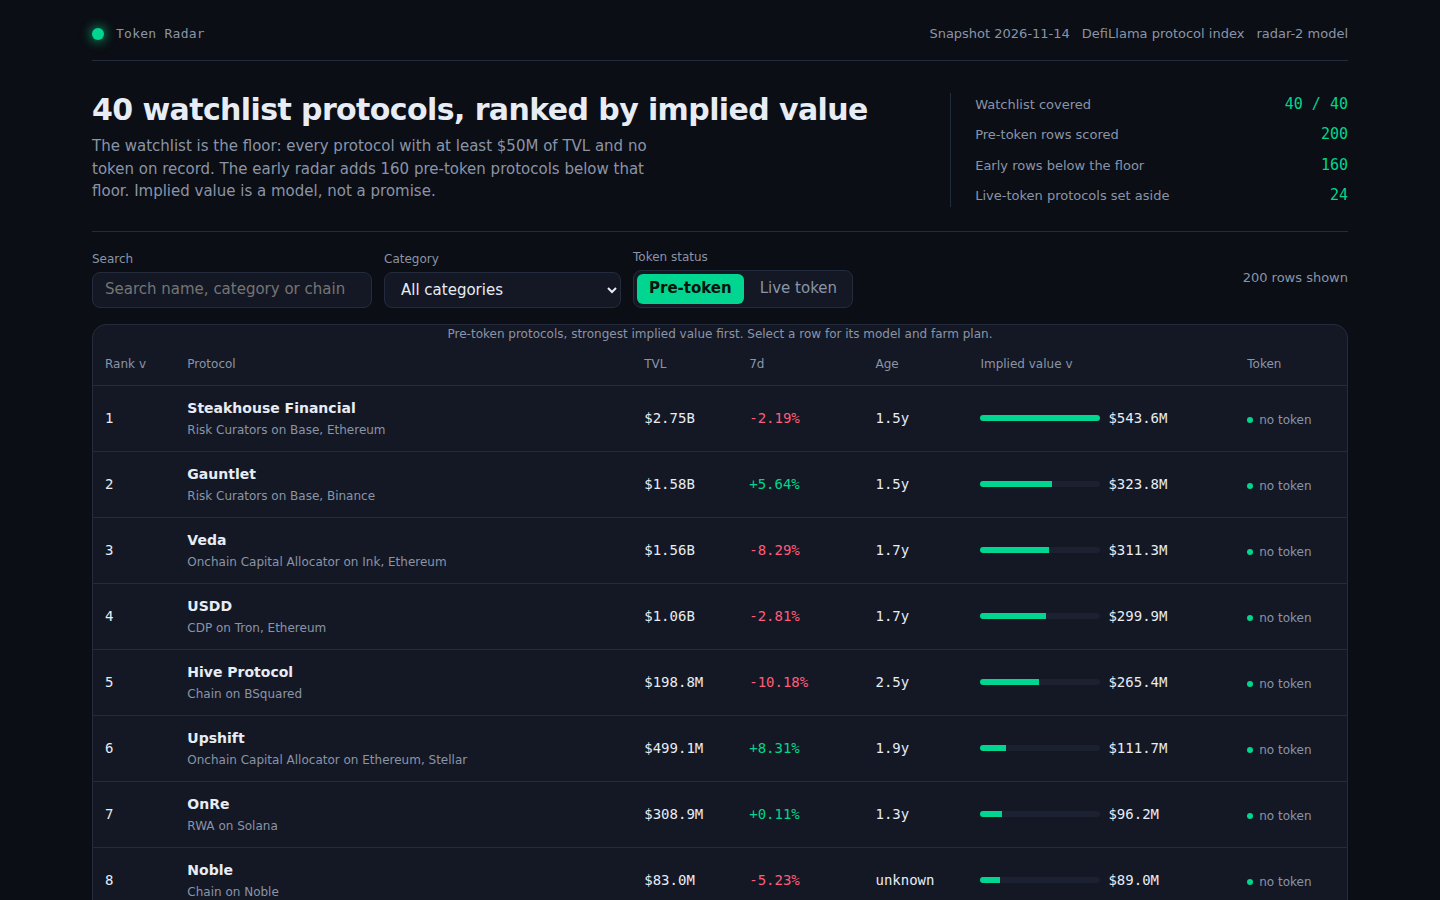 Token Radar
Snapshot 2026-11-14 DefiLlama protocol index radar-2 model
40 watchlist protocols, ranked by implied value
The watchlist is the floor: every protocol with at least $50M of TVL and no
token on record. The early radar adds 160 pre-token protocols below that
floor. Implied value is a model, not a promise.
Watchlist covered 40 / 40
Pre-token rows scored 200
Early rows below the floor 160
Live-token protocols set aside 24
Search
Search name, category or chain
Category
All categories
Token status
Pre-token Live token
200 rows shown
Pre-token protocols, strongest implied value first. Select a row for its model and farm plan.
Rank v Protocol TVL 7d Age Implied value v Token
1 Steakhouse Financial $2.75B -2.19% 1.5y $543.6M no token
Risk Curators on Base, Ethereum
2 Gauntlet $1.58B +5.64% 1.5y $323.8M no token
Risk Curators on Base, Binance
3 Veda $1.56B -8.29% 1.7y $311.3M no token
Onchain Capital Allocator on Ink, Ethereum
4 USDD $1.06B -2.81% 1.7y $299.9M no token
CDP on Tron, Ethereum
5 Hive Protocol $198.8M -10.18% 2.5y $265.4M no token
Chain on BSquared
6 Upshift $499.1M +8.31% 1.9y $111.7M no token
Onchain Capital Allocator on Ethereum, Stellar
7 OnRe $308.9M +0.11% 1.3y $96.2M no token
RWA on Solana
8 Noble $83.0M -5.23% unknown $89.0M no token
Chain on Noble